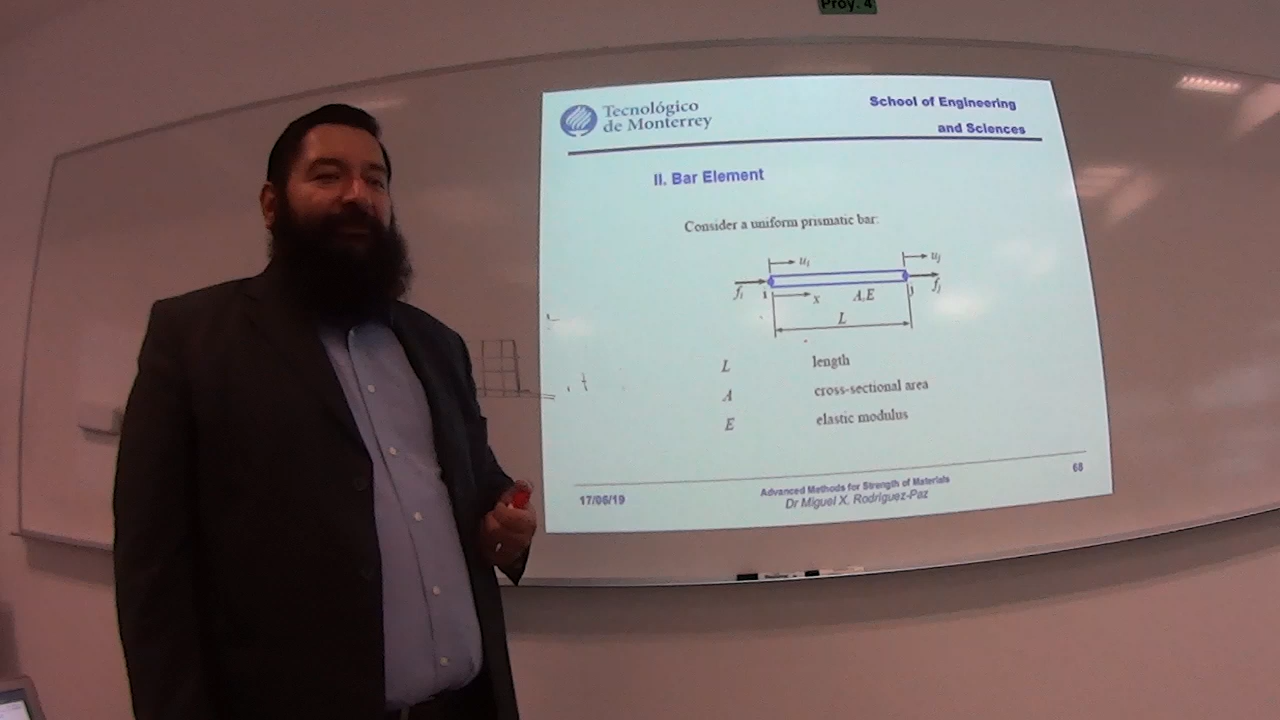 Proy. 4
Tecnológico
de Monterrey
School of Engineering
and Sciences
II. Bar Element
Consider a uniform prismatic bar:
ui
uj
fi
i
x
A,E
j
fj
L
L length
A cross-sectional area
E elastic modulus
17/06/19
Advanced Methods for Strength of Materials
Dr Miguel X. Rodríguez-Paz
68